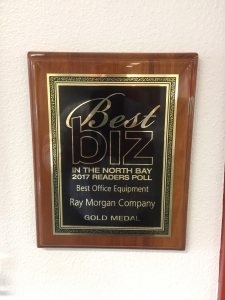 Best
biz
IN THE NORTH BAY
2017 READERS POLL
Best Office Equipment
Ray Morgan Company
GOLD MEDAL